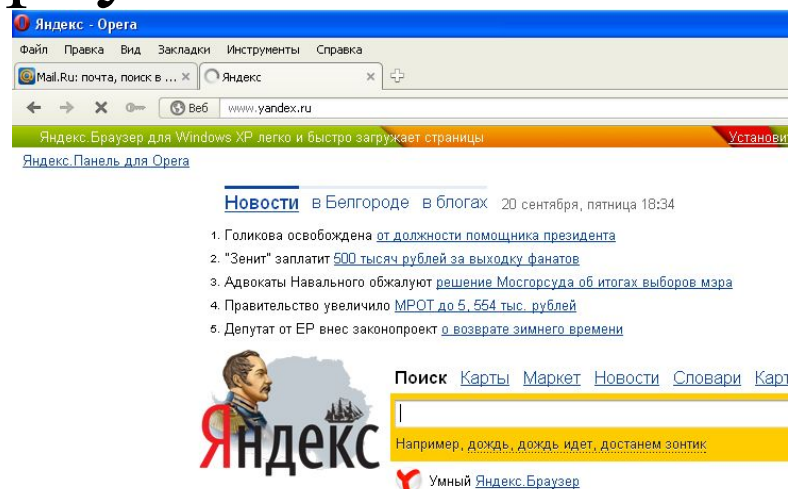 Яндекс - Opera
Файл Правка Вид Закладки Инструменты Справка
Mail.Ru: почта, поиск в ... Яндекс
Веб www.yandex.ru
Яндекс.Браузер для Windows XP легко и быстро загружает страницы
Яндекс.Панель для Opera
Новости в Белгороде в блогах 20 сентября, пятница 18:34
1. Голикова освобождена от должности помощника президента
2. "Зенит" заплатит 500 тысяч рублей за выходку фанатов
3. Адвокаты Навального обжалуют решение Мосгорсуда об итогах выборов мэра
4. Правительство увеличило МРОТ до 5, 554 тыс. рублей
5. Депутат от ЕР внес законопроект о возврате зимнего времени
Поиск Карты Маркет Новости Словари
Яндекс
Например, дождь, дождь идет, достанем зонтик
Умный Яндекс.Браузер